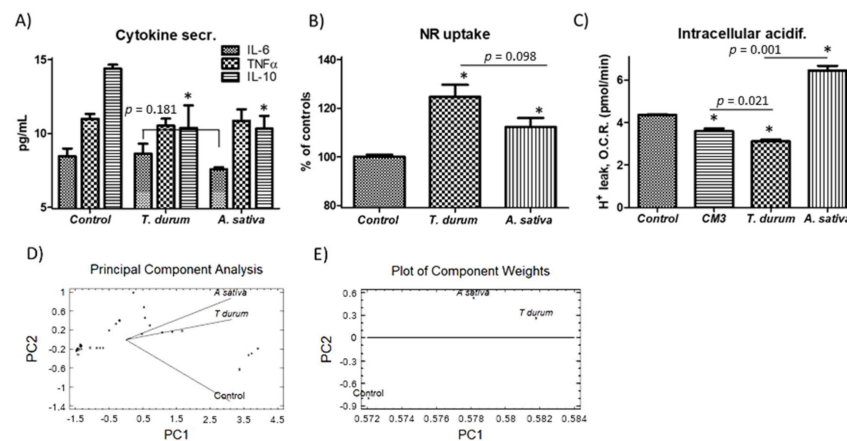 A)
Cytokine secr.
IL-6
TNFα
IL-10
15
10
5
pg/mL
p = 0.181
*
*
Control
T. durum
A. sativa
B)
NR uptake
p = 0.098
140
120
100
80
% of controls
*
*
Control
T. durum
A. sativa
C)
Intracellular acidif.
p = 0.001
*
p = 0.021
*
*
6
4
2
0
H+ leak, O.C.R. (pmol/min)
Control
CM3
T. durum
A. sativa
D)
Principal Component Analysis
A sativa
T durum
Control
1
0.6
0.2
-0.2
-0.6
-1
-1.4
PC2
-1.5
-0.5
0.5
1.5
2.5
3.5
4.5
PC1
E)
Plot of Component Weights
A sativa
T durum
Control
0.6
0.3
0
-0.3
-0.6
-0.9
PC2
0.572
0.574
0.576
0.578
0.58
0.582
0.584
PC1